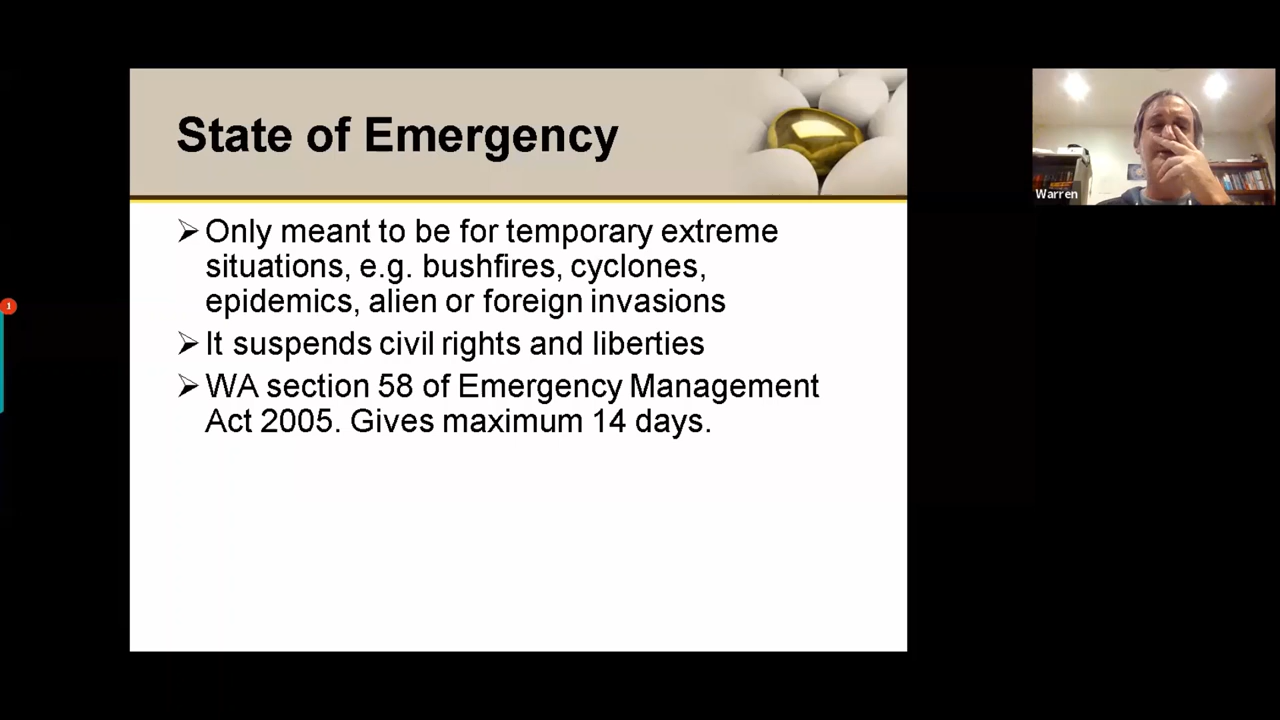 State of Emergency
Only meant to be for temporary extreme
situations, e.g. bushfires, cyclones,
epidemics, alien or foreign invasions
It suspends civil rights and liberties
WA section 58 of Emergency Management
Act 2005. Gives maximum 14 days.
Warren
1